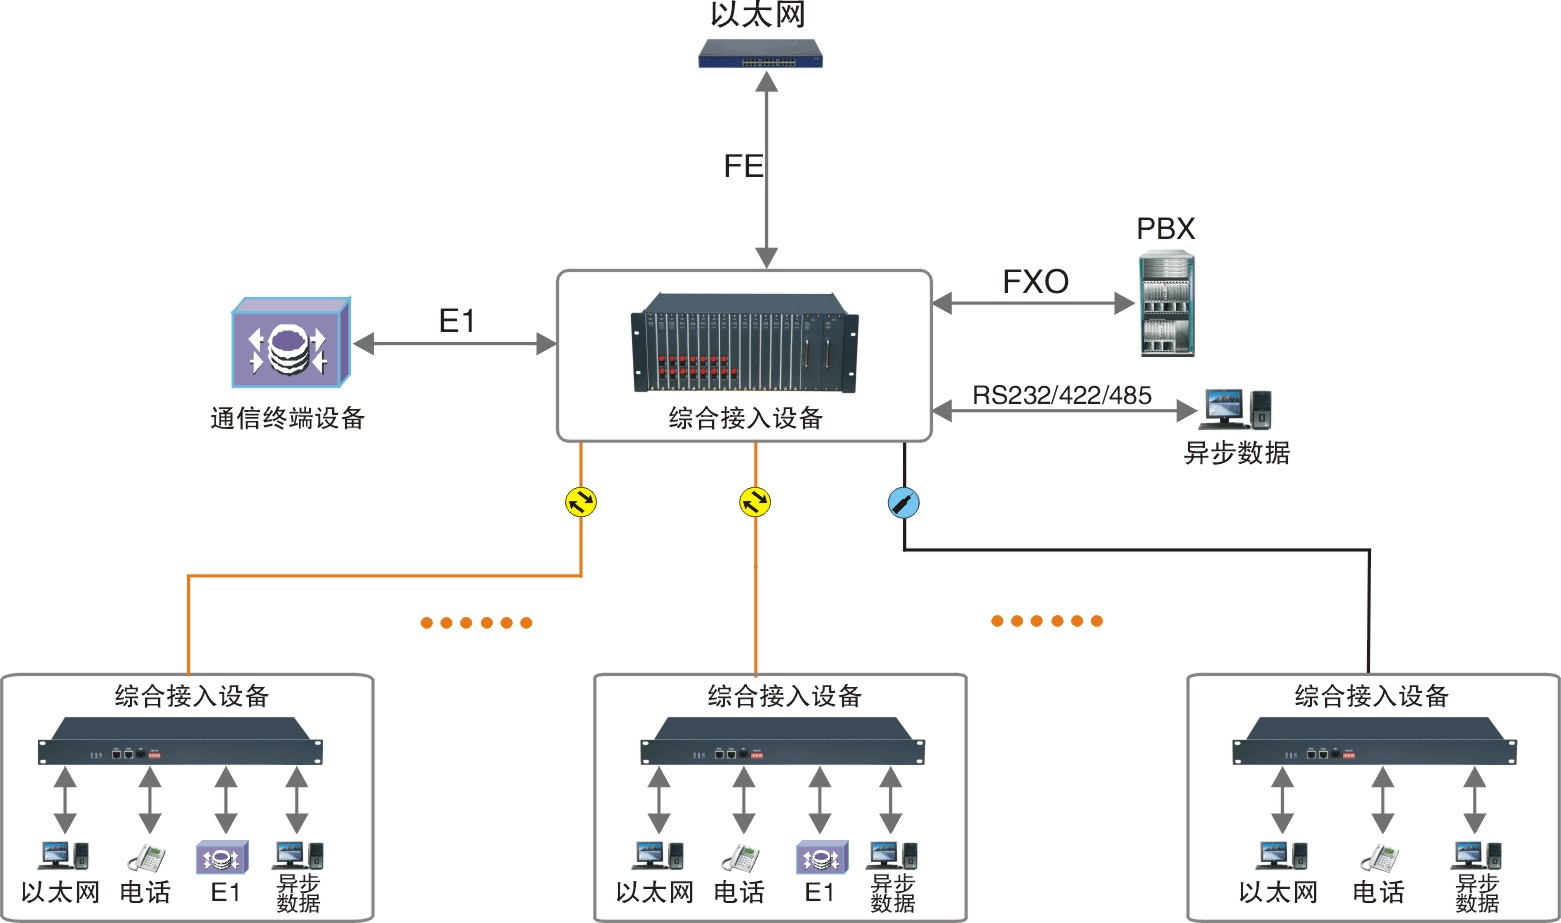 以太网
FE
PBX
FXO
E1
RS232/422/485
通信终端设备
综合接入设备
异步数据
综合接入设备
综合接入设备
综合接入设备
以太网
电话
E1
异步
数据
以太网
电话
E1
异步
数据
以太网
电话
异步
数据